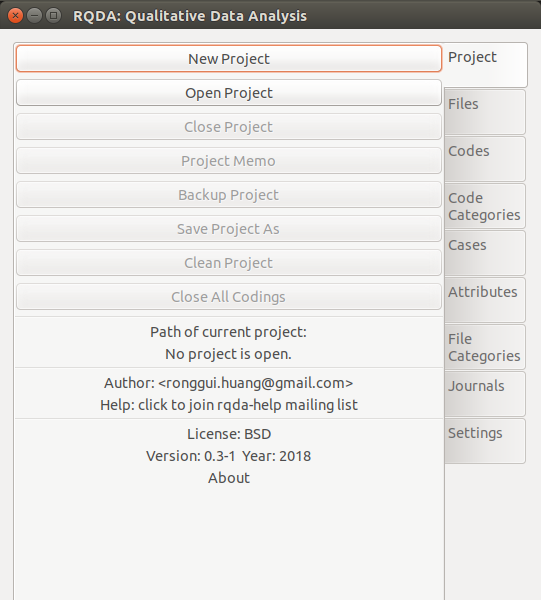 RQDA: Qualitative Data Analysis
New Project
Open Project
Close Project
Project Memo
Backup Project
Save Project As
Clean Project
Close All Codings
Path of current project:
No project is open.
Author: <ronggui.huang@gmail.com>
Help: click to join rqda-help mailing list
License: BSD
Version: 0.3-1 Year: 2018
About
Project
Files
Codes
Code
Categories
Cases
Attributes
File
Categories
Journals
Settings